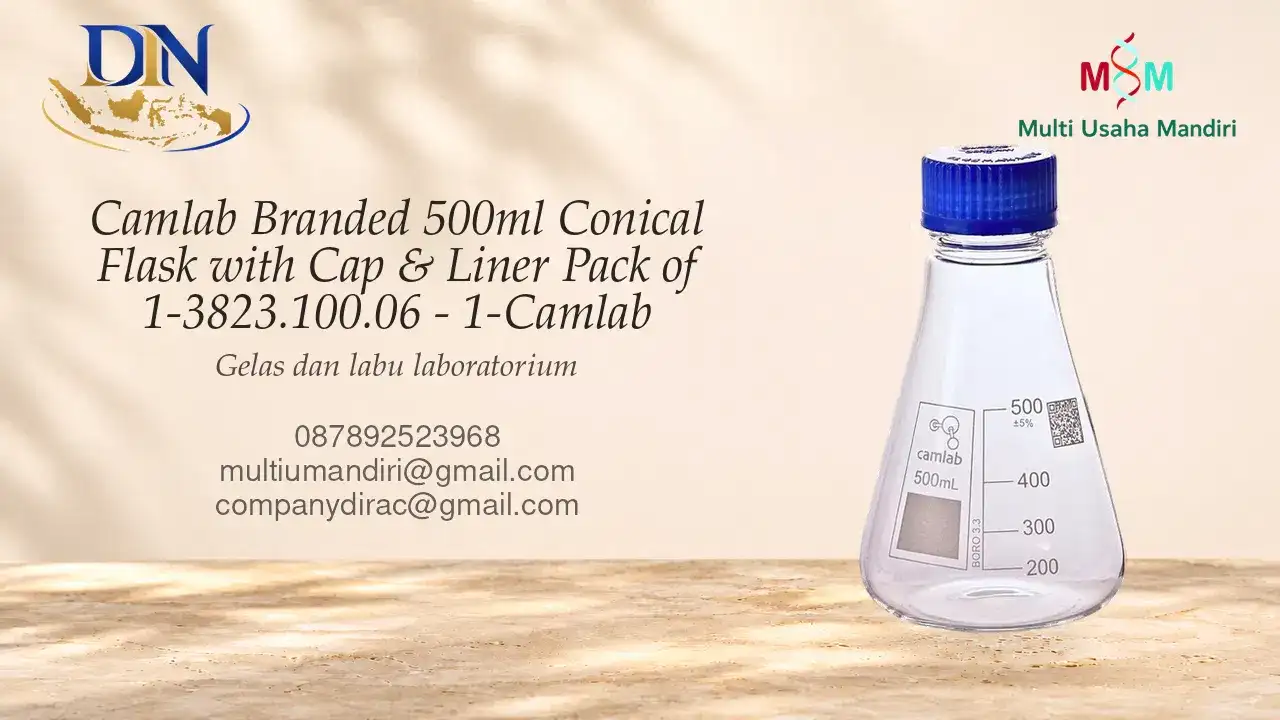 DIN
M M
Multi Usaha Mandiri
Camlab Branded 500ml Conical
Flask with Cap & Liner Pack of
1-3823.100.06 - 1-Camlab
Gelas dan labu laboratorium
087892523968
multiumandiri@gmail.com
companydirac@gmail.com
500
±5%
camlab
500mL
400
300
BORO 3.3
200